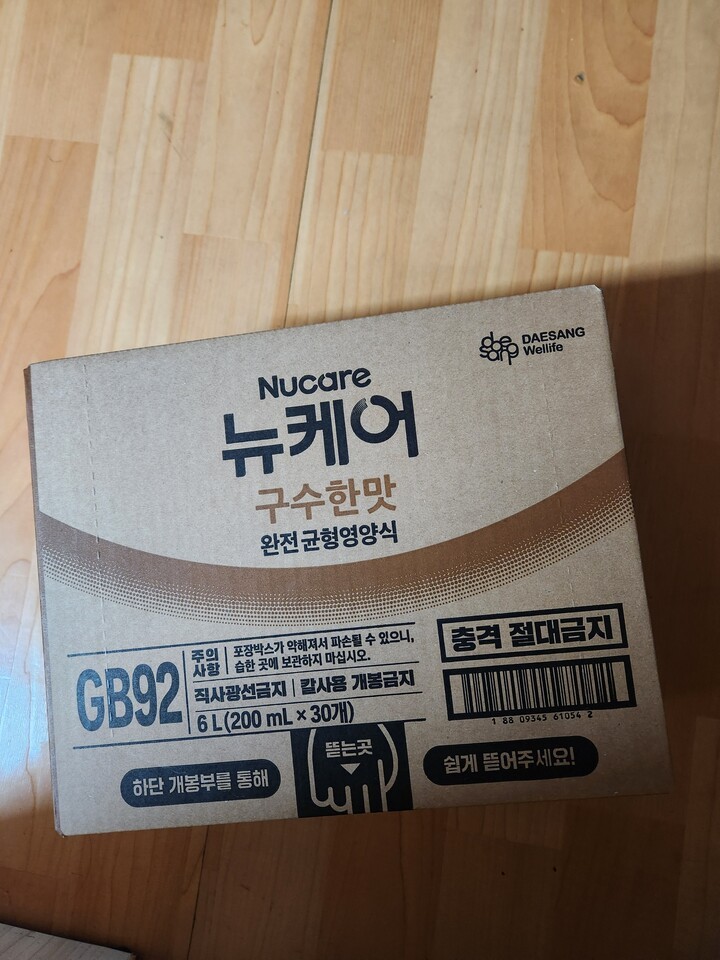 DAESANG
Wellife
daesang
Nucare
뉴케어
구수한맛
완전균형영양식
GB92
주의
사항
포장박스가 약해져서 파손될 수 있으니,
습한 곳에 보관하지 마십시오.
직사광선금지 | 칼사용 개봉금지
6 L(200 mL × 30개)
충격 절대금지
1 88 09345 61054 2
하단 개봉부를 통해
뜯는곳
쉽게 뜯어주세요!